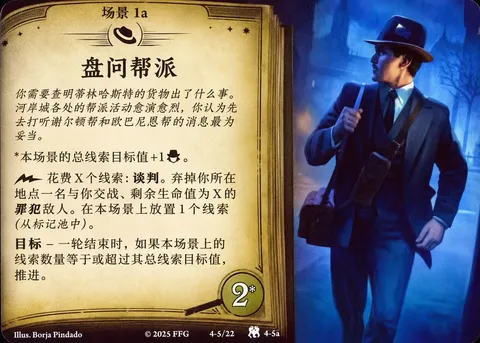 场景 1a
盘问帮派
你需要查明蒂林哈斯特的货物出了什么事。
河岸城各处的帮派活动愈演愈烈，你认为先
去打听谢尔顿帮和欧巴尼恩帮的消息最为
妥当。
*本场景的总线索目标值+1。
花费X个线索：谈判。弃掉你所在
地点一名与你交战、剩余生命值为X的
罪犯敌人。在本场景上放置1个线索
(从标记池中)。
目标 – 一轮结束时，如果本场景上的
线索数量等于或超过其总线索目标值，
推进。
2*
Illus. Borja Pindado
© 2025 FFG
4-5/22
4-5a